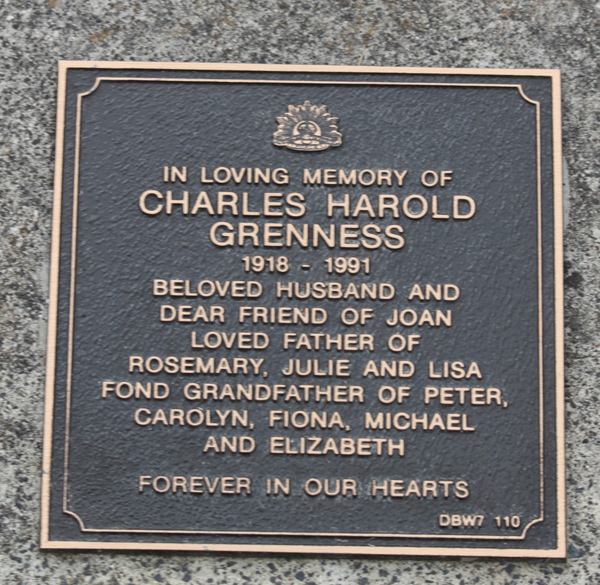 IN LOVING MEMORY OF
CHARLES HAROLD
GRENNESS
1918 - 1991
BELOVED HUSBAND AND
DEAR FRIEND OF JOAN
LOVED FATHER OF
ROSEMARY, JULIE AND LISA
FOND GRANDFATHER OF PETER,
CAROLYN, FIONA, MICHAEL
AND ELIZABETH
FOREVER IN OUR HEARTS
DBW7 110